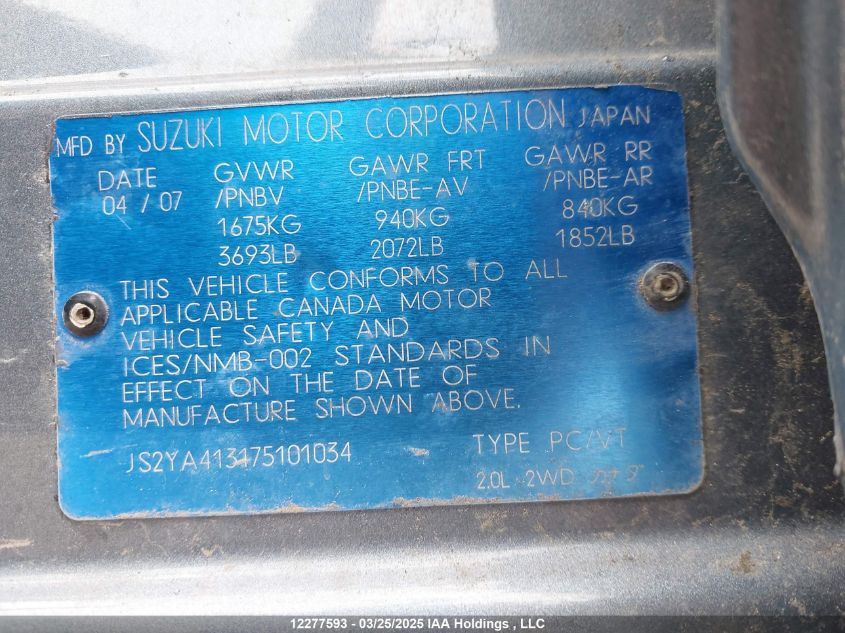 MFD BY SUZUKI MOTOR CORPORATION JAPAN
DATE GVWR GAWR FRT GAWR RR
04 / 07 /PNBV /PNBE-AV /PNBE-AR
1675KG 940KG 840KG
3693LB 2072LB 1852LB
THIS VEHICLE CONFORMS TO ALL
APPLICABLE CANADA MOTOR
VEHICLE SAFETY AND
ICES/NMB-002 STANDARDS IN
EFFECT ON THE DATE OF
MANUFACTURE SHOWN ABOVE.
JS2YA413175101034 TYPE PC/VT
2.0L 2WD
12277593 - 03/25/2025 IAA Holdings , LLC